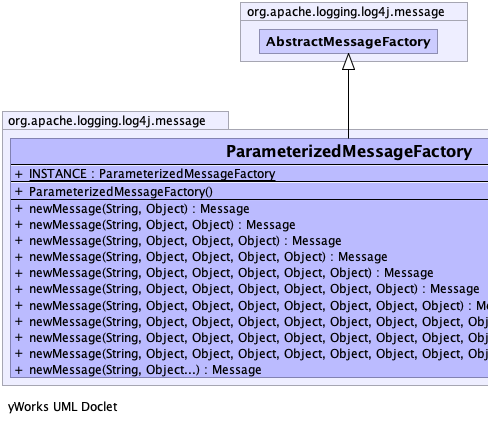 org.apache.logging.log4j.message
AbstractMessageFactory
org.apache.logging.log4j.message
ParameterizedMessageFactory
+ INSTANCE : ParameterizedMessageFactory
+ ParameterizedMessageFactory()
+ newMessage(String, Object) : Message
+ newMessage(String, Object, Object) : Message
+ newMessage(String, Object, Object, Object) : Message
+ newMessage(String, Object, Object, Object, Object) : Message
+ newMessage(String, Object, Object, Object, Object, Object) : Message
+ newMessage(String, Object, Object, Object, Object, Object, Object) : Message
+ newMessage(String, Object, Object, Object, Object, Object, Object, Object) :
+ newMessage(String, Object, Object, Object, Object, Object, Object, Object,
+ newMessage(String, Object, Object, Object, Object, Object, Object, Object,
+ newMessage(String, Object, Object, Object, Object, Object, Object, Object,
+ newMessage(String, Object...) : Message
yWorks UML Doclet